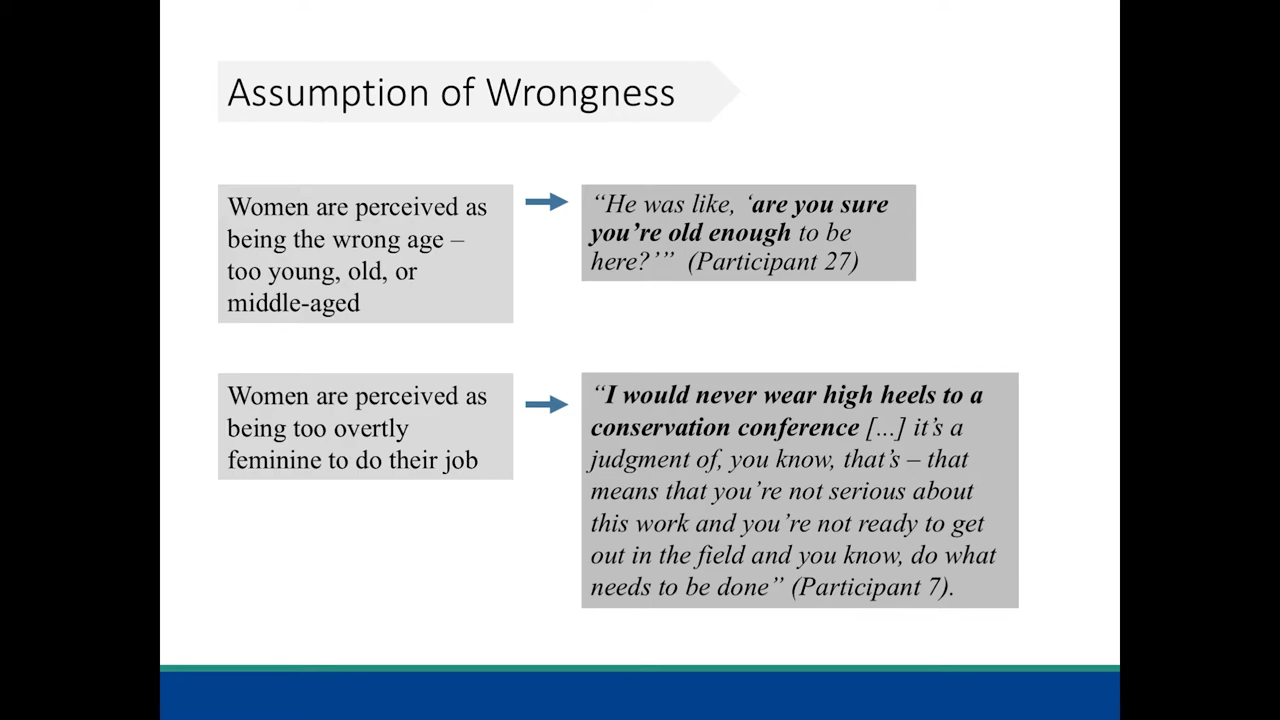 Assumption of Wrongness
Women are perceived as
being the wrong age –
too young, old, or
middle-aged
“He was like, ‘are you sure
you’re old enough to be
here?’” (Participant 27)
Women are perceived as
being too overtly
feminine to do their job
“I would never wear high heels to a
conservation conference [...] it’s a
judgment of, you know, that’s – that
means that you’re not serious about
this work and you’re not ready to get
out in the field and you know, do what
needs to be done” (Participant 7).